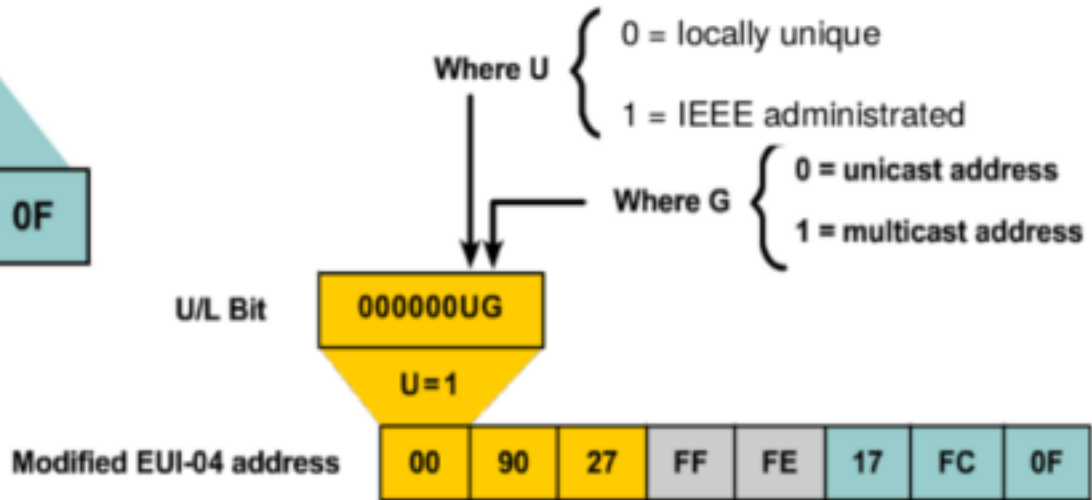 0 = locally unique
Where U
1 = IEEE administrated
0 = unicast address
Where G
1 = multicast address
0F
U/L Bit
000000UG
U=1
Modified EUI-04 address 00 90 27 FF FE 17 FC 0F